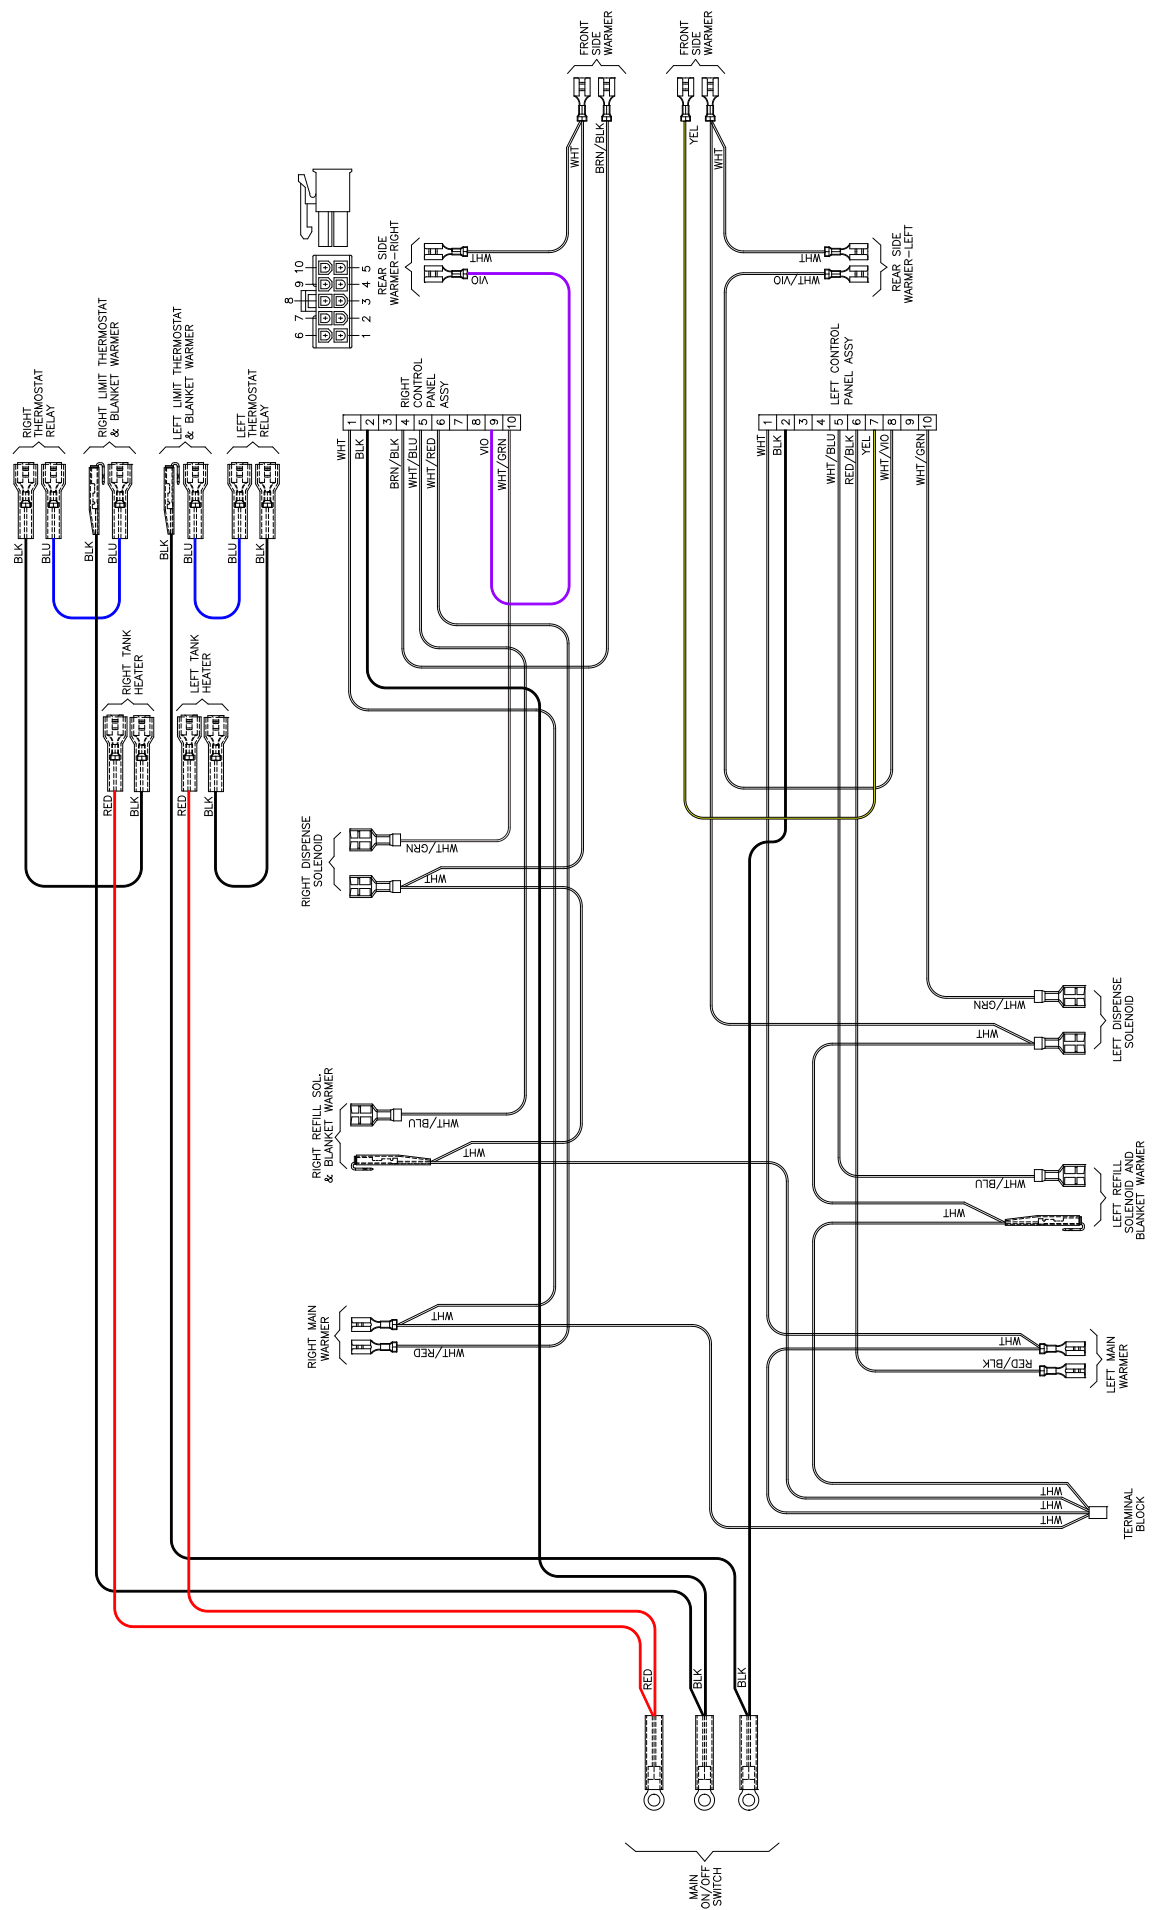 FRONT
SIDE
WARMER
FRONT
SIDE
WARMER
WHT
BRN/BLK
YEL
WHT
10
9
8
7
6
5
4
3
2
1
REAR SIDE
WARMER-RIGHT
WHT
VIO
REAR SIDE
WARMER-LEFT
WHT
WHT/VIO
RIGHT
THERMOSTAT
RELAY
RIGHT LIMIT THERMOSTAT
& BLANKET WARMER
LEFT LIMIT THERMOSTAT
& BLANKET WARMER
LEFT
THERMOSTAT
RELAY
BLK
BLU
BLK
BLU
BLK
BLU
BLU
BLK
RIGHT
CONTROL
PANEL
ASSY
1
2
3
4
5
6
7
8
9
10
WHT
BLK
BRN/BLK
WHT/BLU
WHT/RED
VIO
WHT/GRN
LEFT CONTROL
PANEL ASSY
1
2
3
4
5
6
7
8
9
10
WHT
BLK
WHT/BLU
RED/BLK
YEL
WHT/VIO
WHT/GRN
RIGHT TANK
HEATER
LEFT TANK
HEATER
RED
BLK
RED
BLK
RIGHT DISPENSE
SOLENOID
WHT/GRN
WHT
LEFT DISPENSE
SOLENOID
WHT/GRN
WHT
RIGHT REFILL SOL.
& BLANKET WARMER
WHT/BLU
WHT
LEFT REFILL
SOLENOID AND
BLANKET WARMER
WHT/BLU
WHT
RIGHT MAIN
WARMER
WHT
WHT/RED
LEFT MAIN
WARMER
WHT
RED/BLK
TERMINAL
BLOCK
WHT
WHT
WHT
RED
BLK
BLK
MAIN
ON/OFF
SWITCH